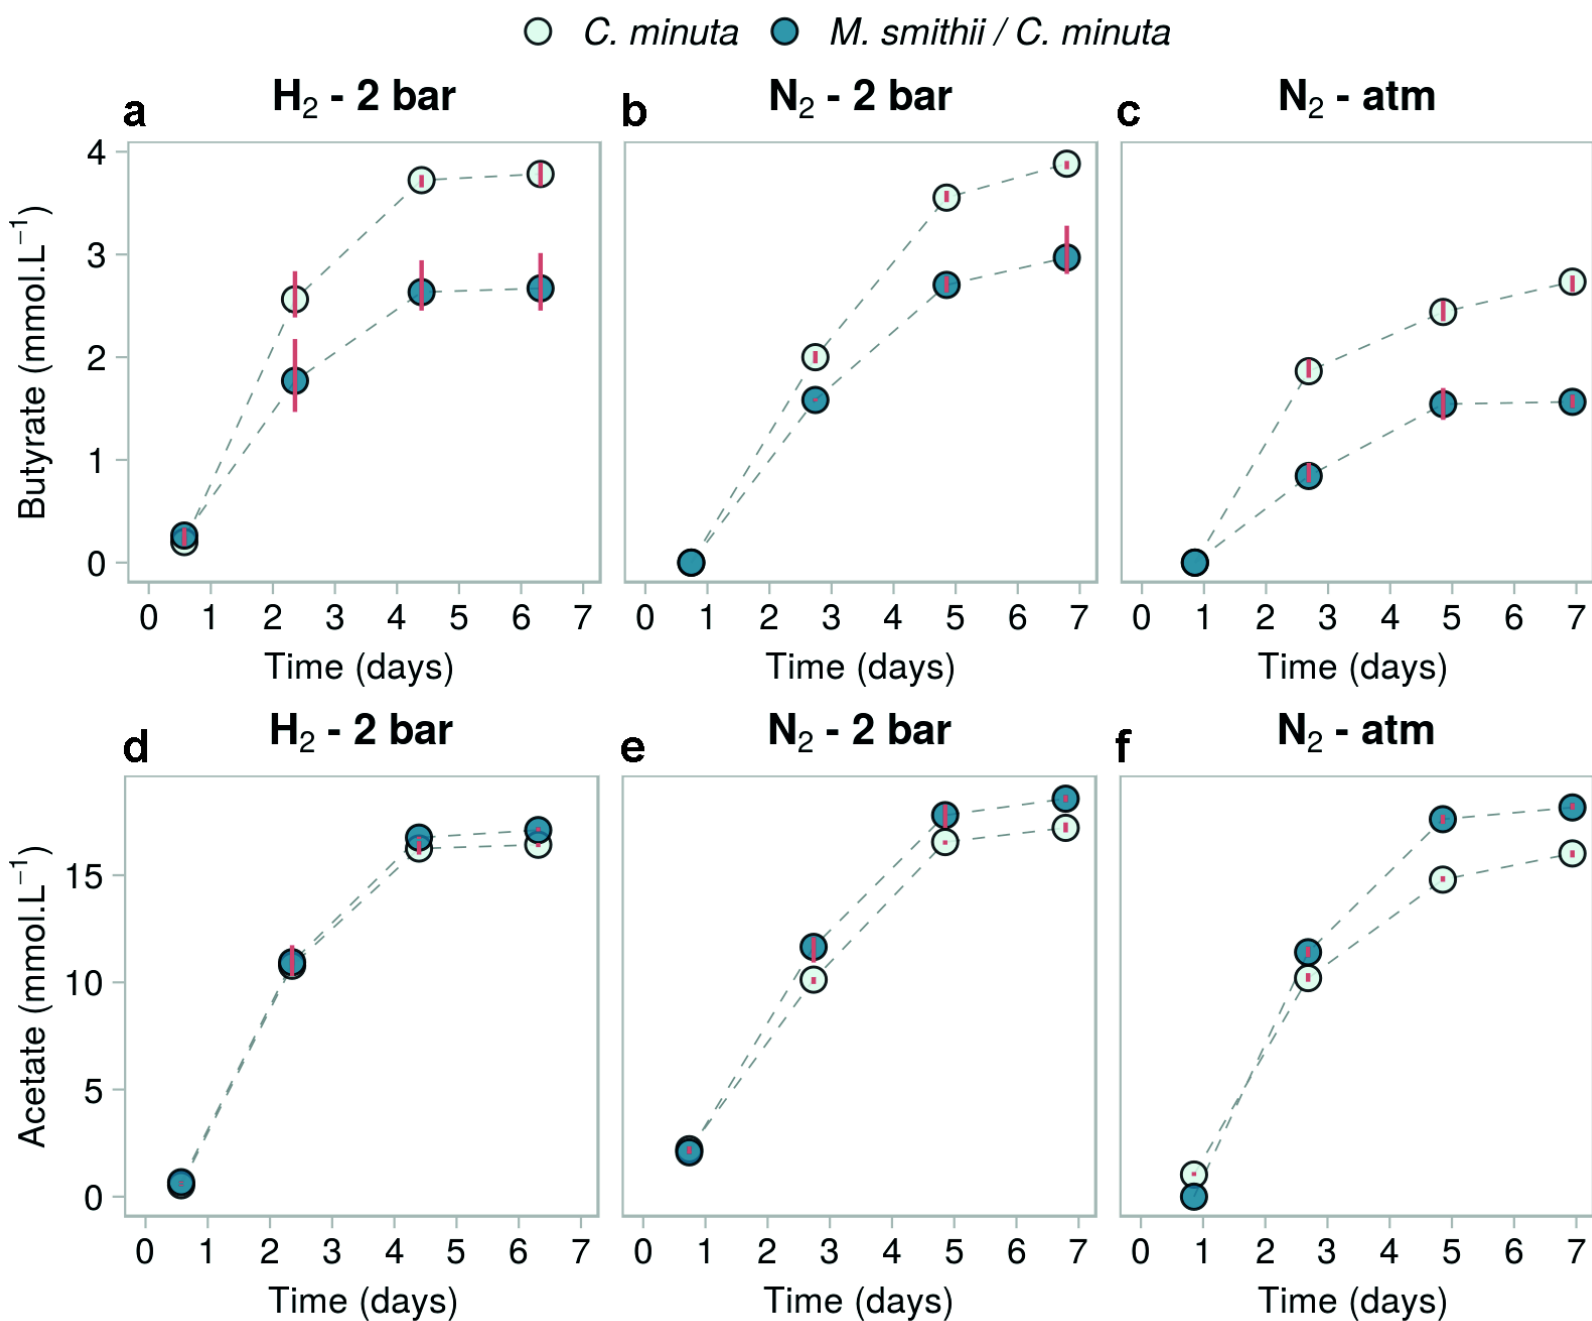 C. minuta M. smithii / C. minuta
a H₂ - 2 bar b N₂ - 2 bar c N₂ - atm
Butyrate (mmol.L⁻¹)
4
3
2
1
0
0 1 2 3 4 5 6 7 0 1 2 3 4 5 6 7 0 1 2 3 4 5 6 7
Time (days) Time (days) Time (days)
d H₂ - 2 bar e N₂ - 2 bar f N₂ - atm
Acetate (mmol.L⁻¹)
15
10
5
0
0 1 2 3 4 5 6 7 0 1 2 3 4 5 6 7 0 1 2 3 4 5 6 7
Time (days) Time (days) Time (days)